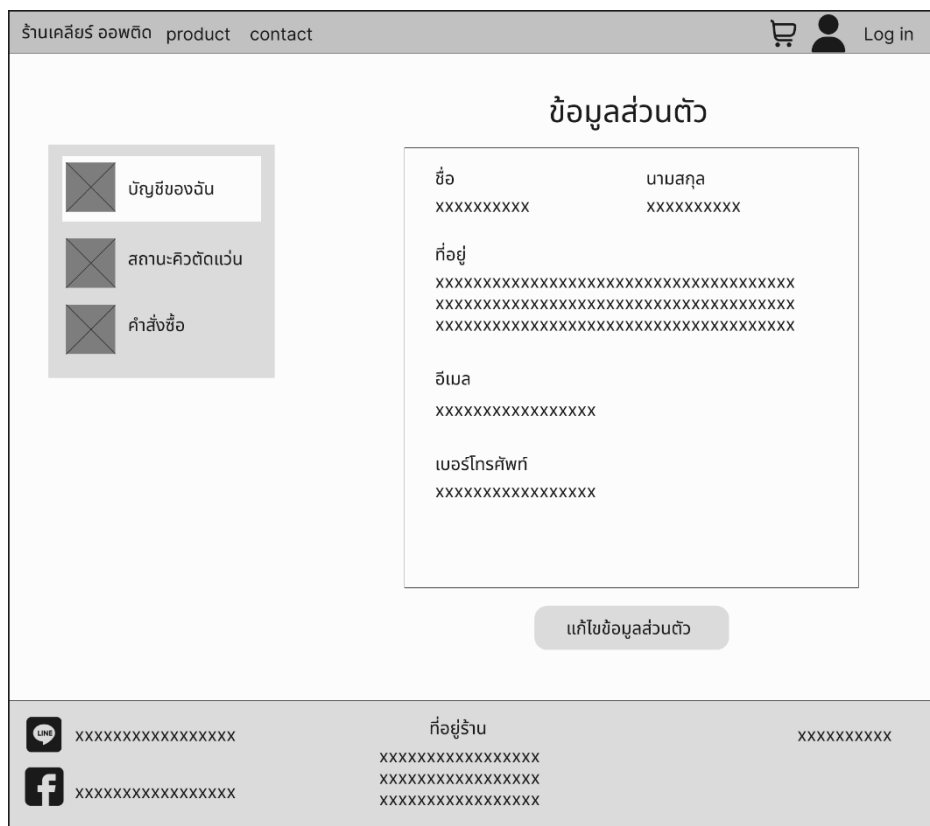 ร้านเคลียร์ ออพติด product contact Log in
ข้อมูลส่วนตัว
บัญชีของฉัน
สถานะคิวตัดแว่น
คำสั่งซื้อ
ชื่อ นามสกุล
xxxxxxxxxx xxxxxxxxxx
ที่อยู่
xxxxxxxxxxxxxxxxxxxxxxxxxxxxxxxxxxxxxx
xxxxxxxxxxxxxxxxxxxxxxxxxxxxxxxxxxxxxx
xxxxxxxxxxxxxxxxxxxxxxxxxxxxxxxxxxxxxx
อีเมล
xxxxxxxxxxxxxxxxx
เบอร์โทรศัพท์
xxxxxxxxxxxxxxxxx
แก้ไขข้อมูลส่วนตัว
LINE xxxxxxxxxxxxxxxxx
xxxxxxxxxxxxxxxxx
ที่อยู่ร้าน
xxxxxxxxxxxxxxxxx
xxxxxxxxxxxxxxxxx
xxxxxxxxxxxxxxxxx
xxxxxxxxxx